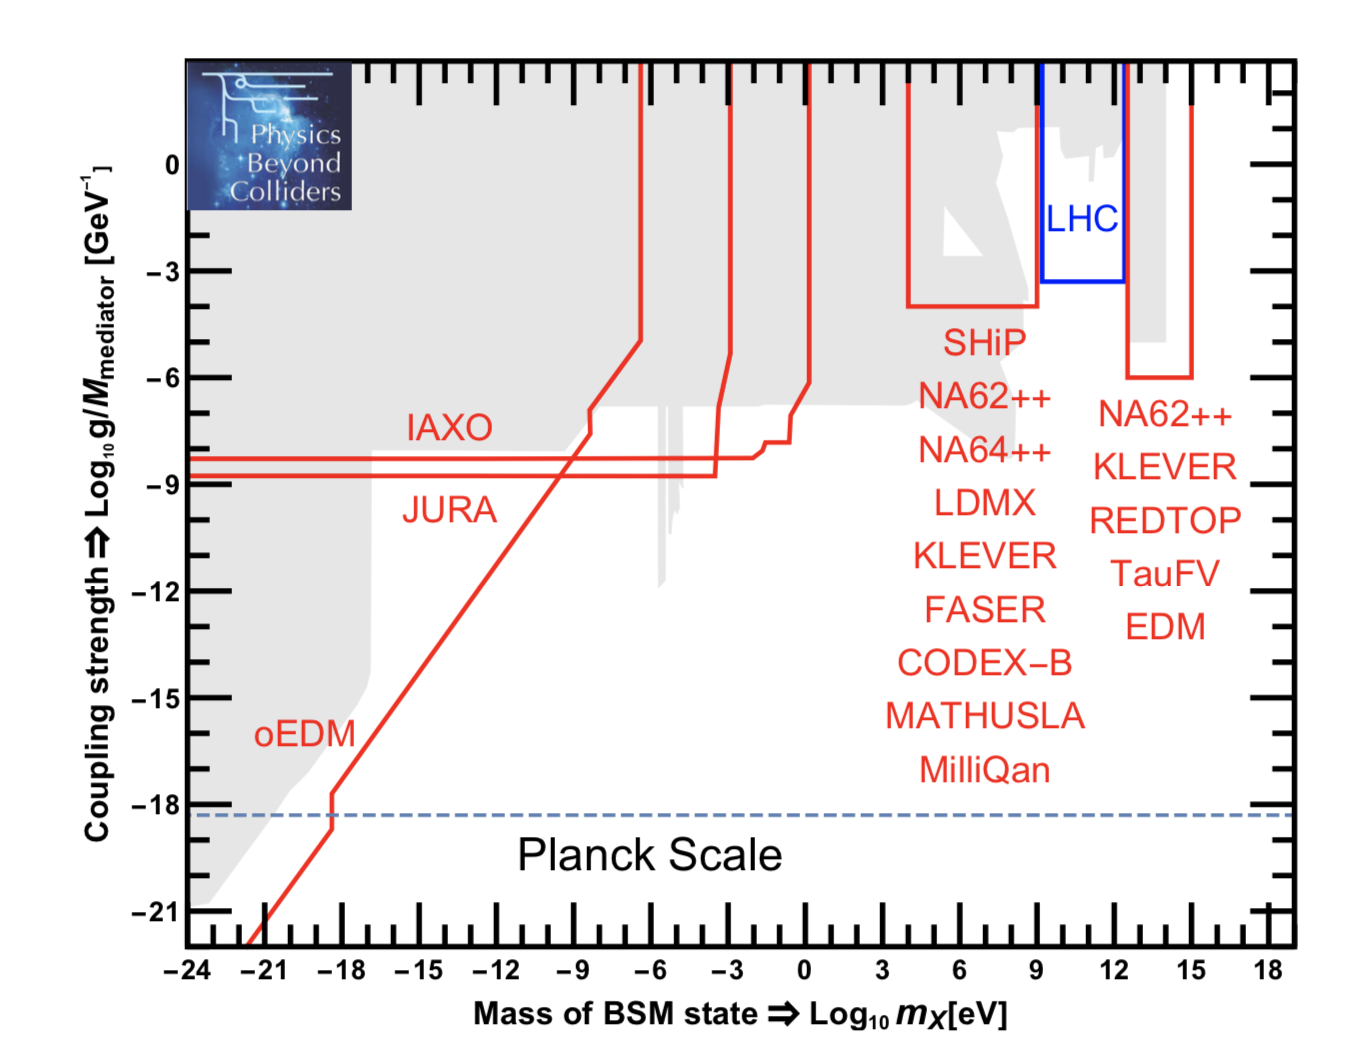 Physics
Beyond
Colliders
Coupling strength ⇒ Log₁₀ g/Mmediator [GeV⁻¹]
0
−3
−6
−9
−12
−15
−18
−21
LHC
SHiP
NA62++
NA64++
LDMX
KLEVER
FASER
CODEX−B
MATHUSLA
MilliQan
NA62++
KLEVER
REDTOP
TauFV
EDM
IAXO
JURA
oEDM
Planck Scale
−24 −21 −18 −15 −12 −9 −6 −3 0 3 6 9 12 15 18
Mass of BSM state ⇒ Log₁₀ mX[eV]